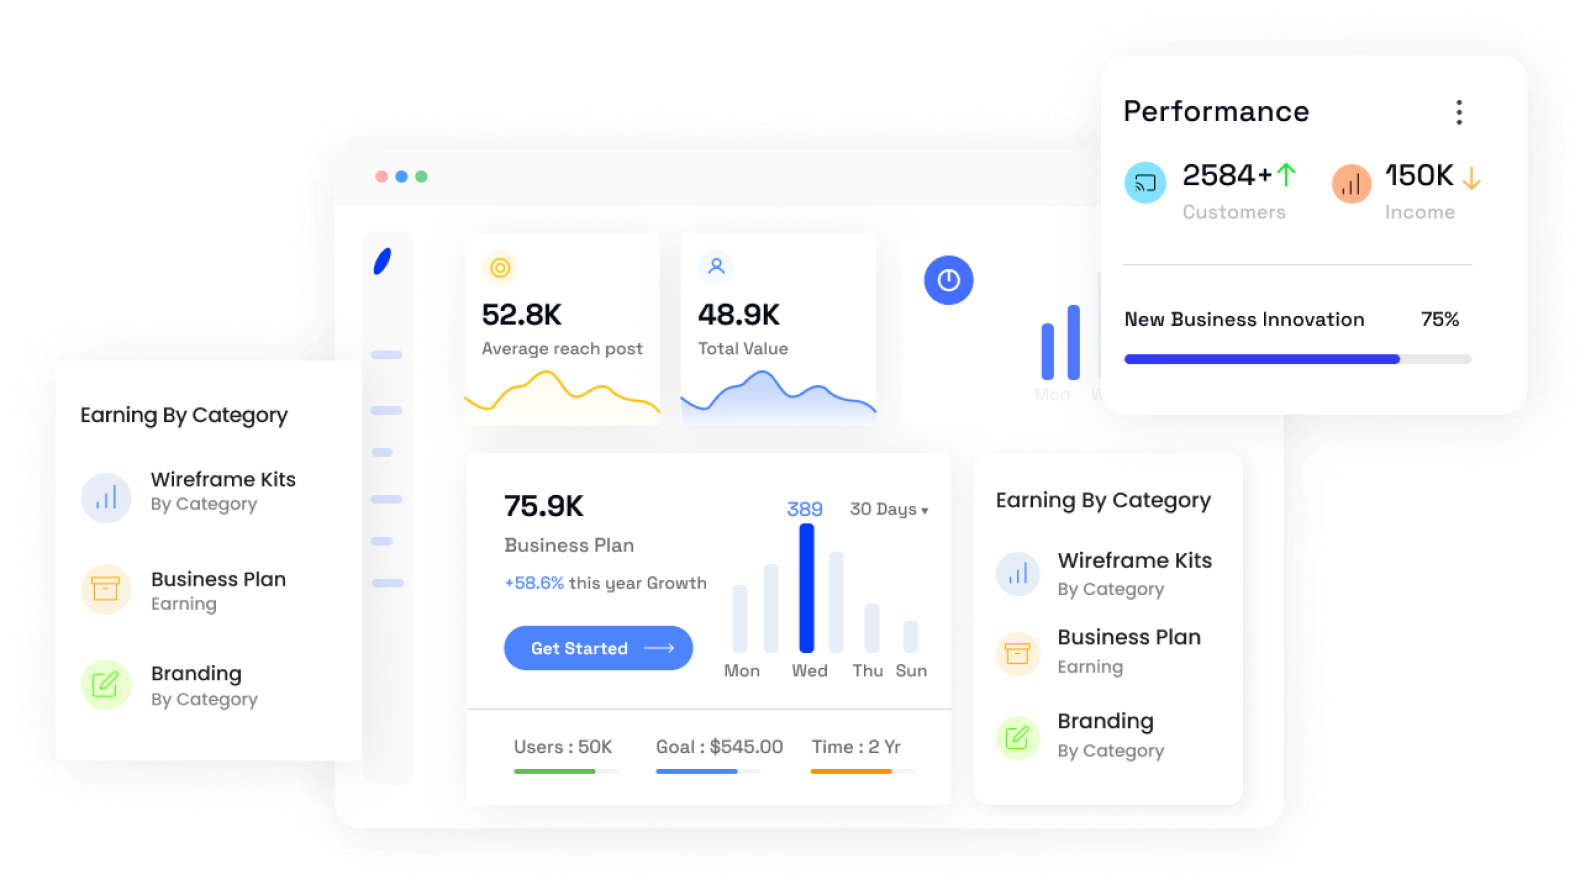 Performance
2584+
Customers
150K
Income
New Business Innovation 75%
52.8K
Average reach post
48.9K
Total Value
Mon
Earning By Category
Wireframe Kits
By Category
Business Plan
Earning
Branding
By Category
75.9K
Business Plan
+58.6% this year Growth
Get Started
389
30 Days
Mon Wed Thu Sun
Users : 50K
Goal : $545.00
Time : 2 Yr
Earning By Category
Wireframe Kits
By Category
Business Plan
Earning
Branding
By Category